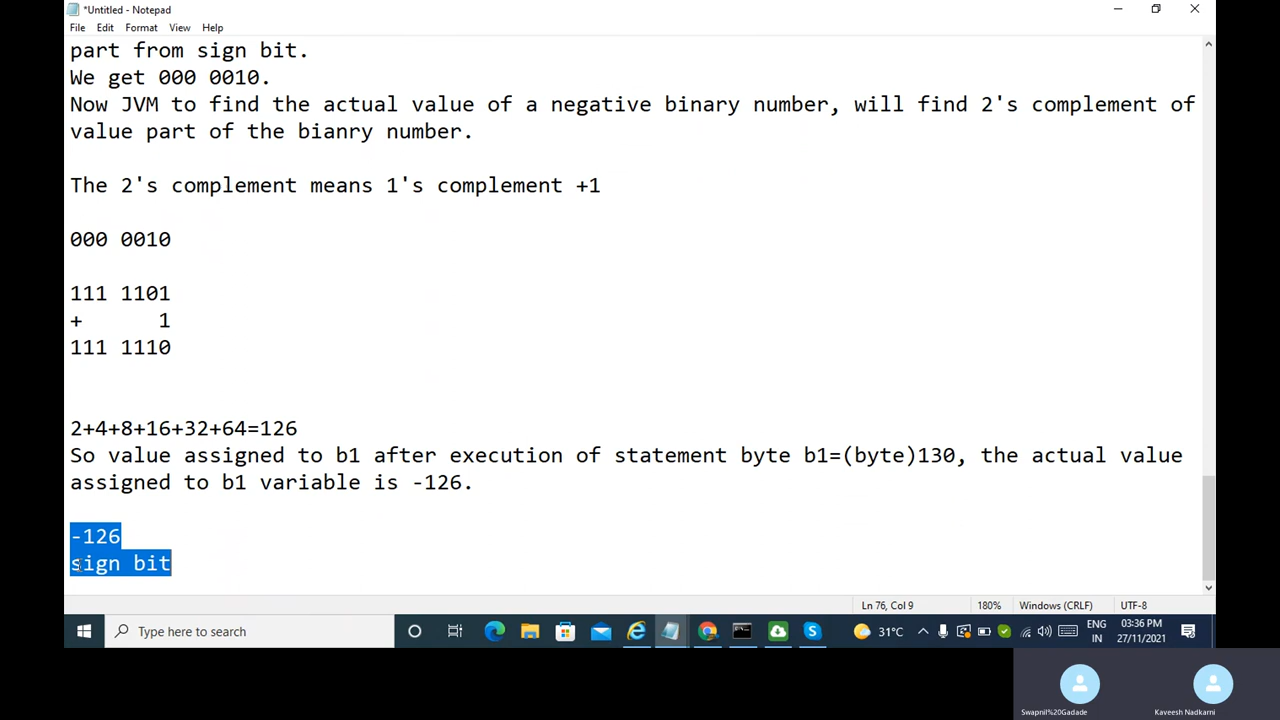 *Untitled - Notepad
File Edit Format View Help
part from sign bit.
We get 000 0010.
Now JVM to find the actual value of a negative binary number, will find 2's complement of
value part of the bianry number.
The 2's complement means 1's complement +1
000 0010
111 1101
+ 1
111 1110
2+4+8+16+32+64=126
So value assigned to b1 after execution of statement byte b1=(byte)130, the actual value
assigned to b1 variable is -126.
-126
sign bit
Ln 76, Col 9 180% Windows (CRLF) UTF-8
Type here to search 31°C ENG IN 03:36 PM 27/11/2021
Swapnil%20Gadade Kaveesh Nadkarni